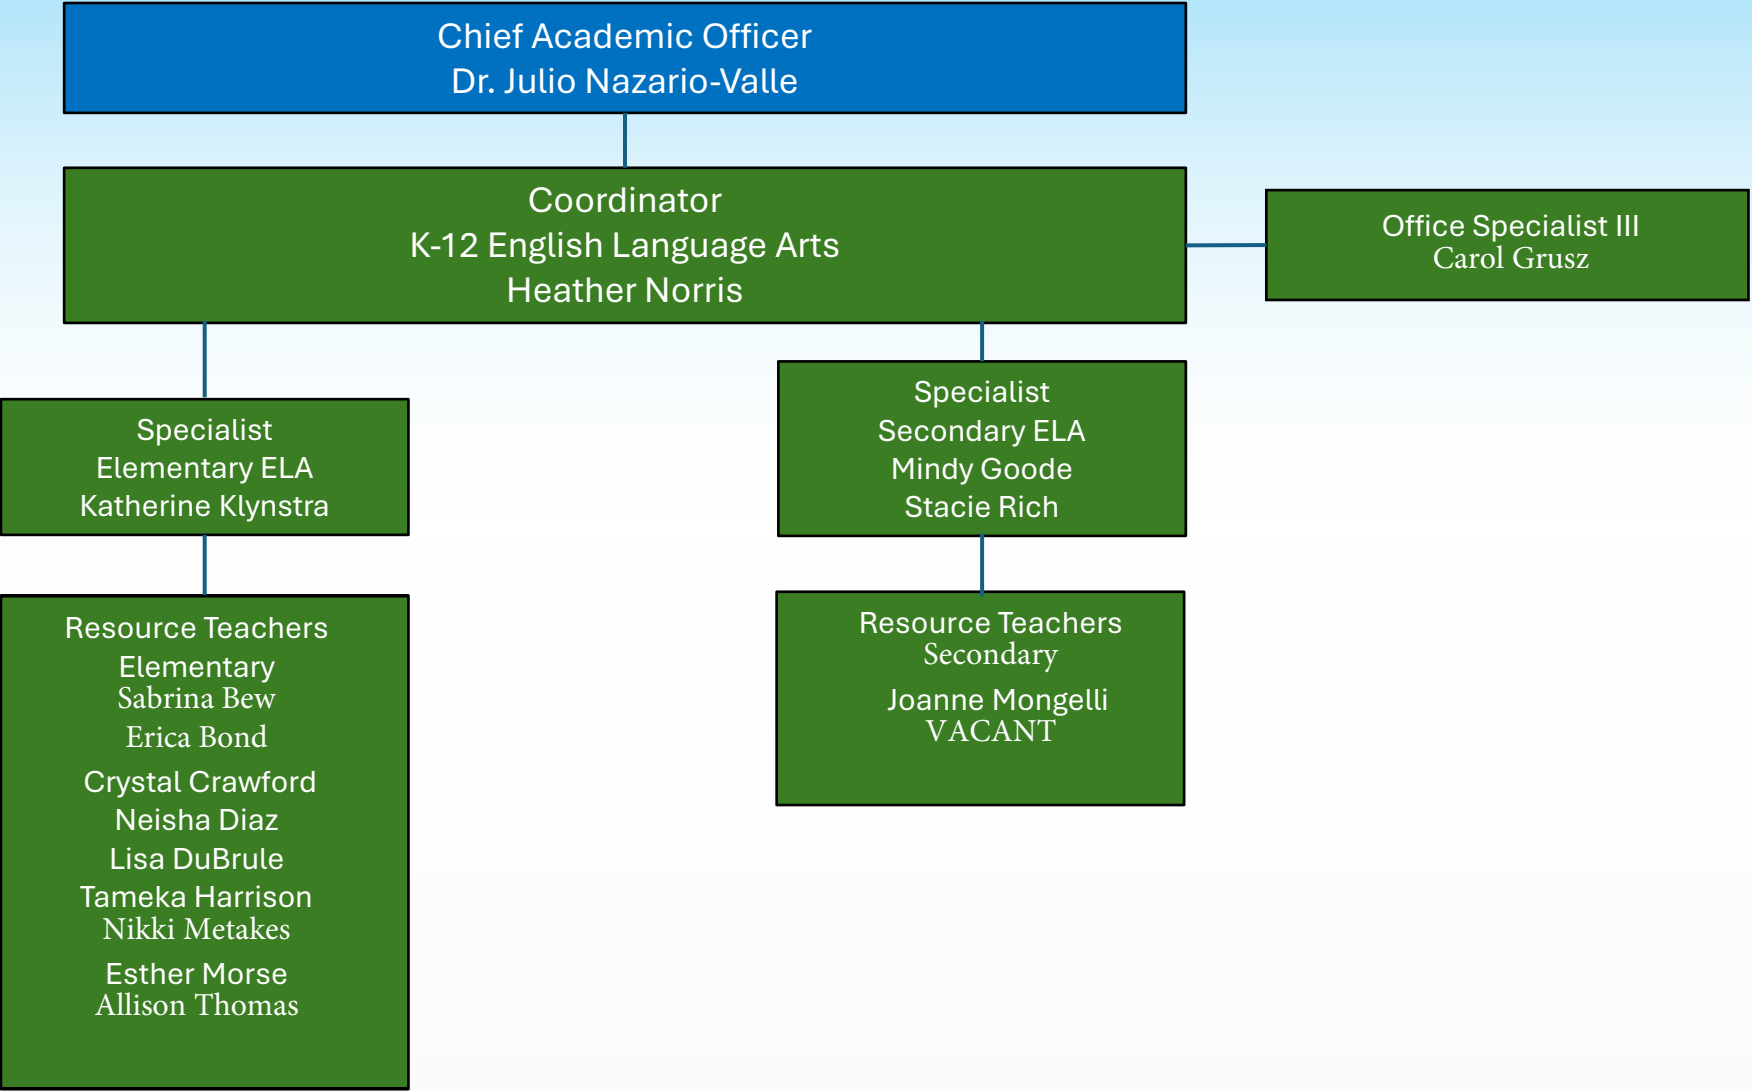 Chief Academic Officer
Dr. Julio Nazario-Valle
Coordinator
K-12 English Language Arts
Heather Norris
Office Specialist III
Carol Grusz
Specialist
Elementary ELA
Katherine Klynstra
Specialist
Secondary ELA
Mindy Goode
Stacie Rich
Resource Teachers
Elementary
Sabrina Bew
Erica Bond
Crystal Crawford
Neisha Diaz
Lisa DuBrule
Tameka Harrison
Nikki Metakes
Esther Morse
Allison Thomas
Resource Teachers
Secondary
Joanne Mongelli
VACANT